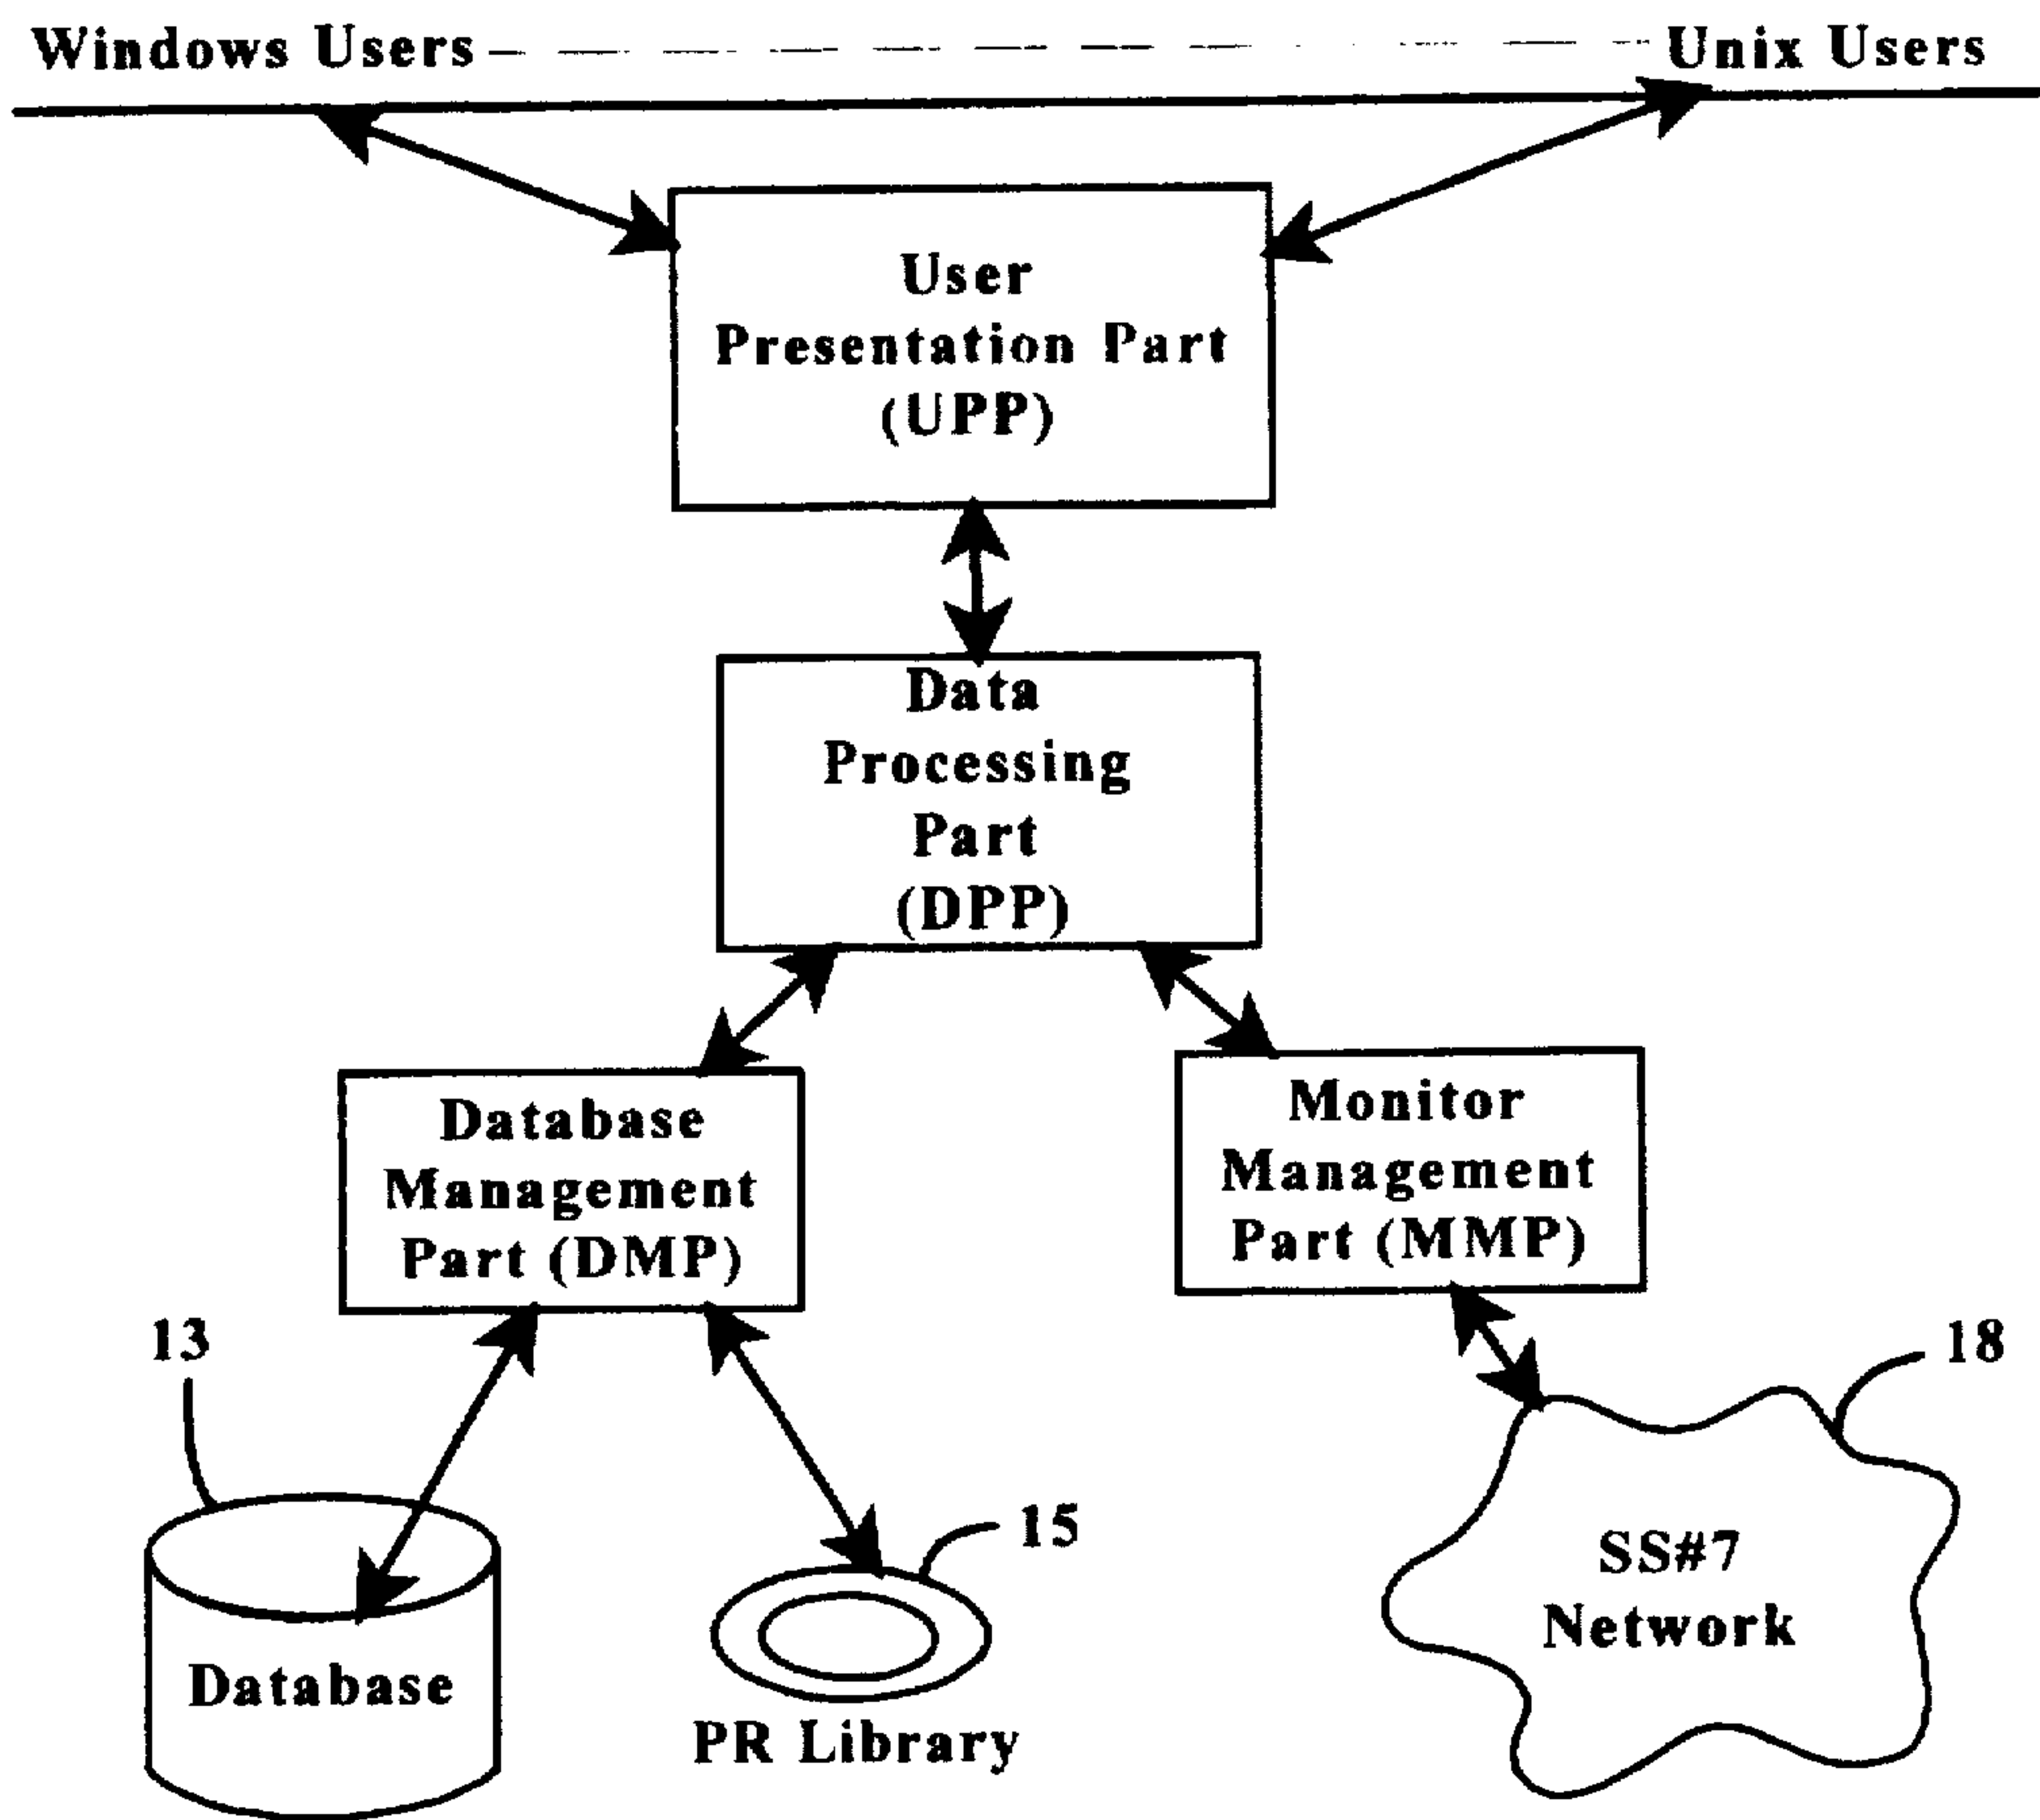 Windows Users
Unix Users
User
Presentation Part
(UPP)
Data
Processing
Part
(DPP)
Database
Management
Part (DMP)
Monitor
Management
Part (MMP)
13
18
15
SS#7
Network
Database
PR Library